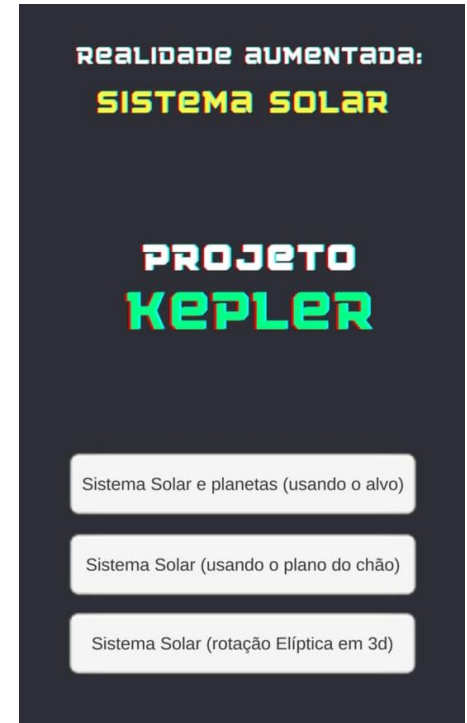 Realidade aumentada:
Sistema Solar
Projeto
Kepler
Sistema Solar e planetas (usando o alvo)
Sistema Solar (usando o plano do chão)
Sistema Solar (rotação Elíptica em 3d)